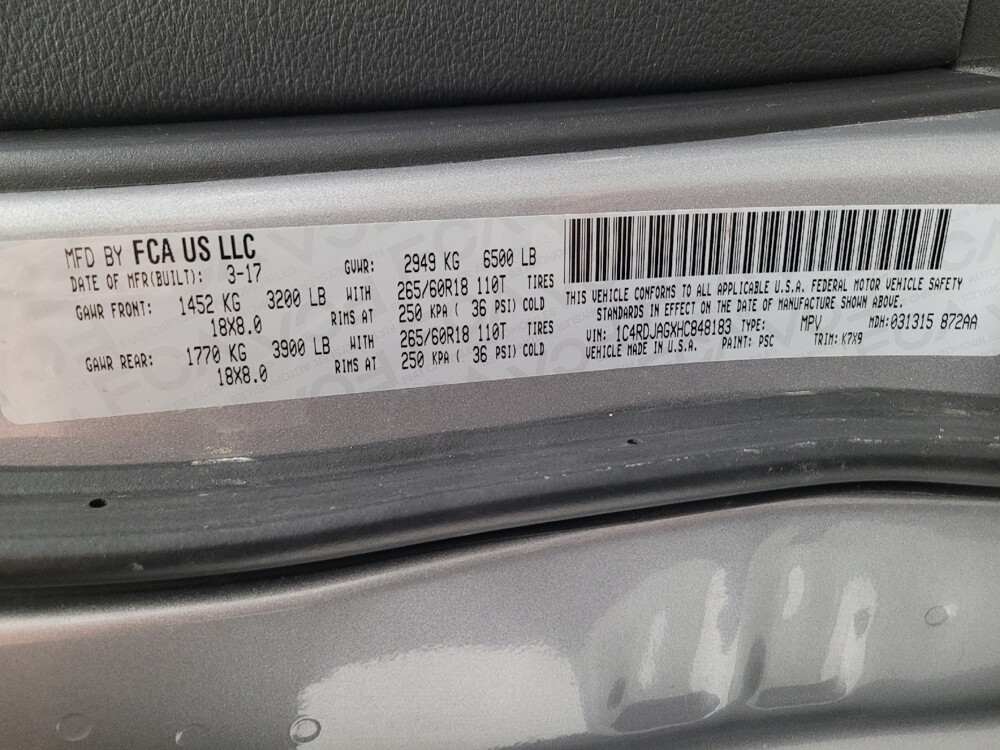 MFD BY FCA US LLC
DATE OF MFR(BUILT): 3-17 GVWR: 2949 KG 6500 LB
GAWR FRONT: 1452 KG 3200 LB WITH 265/60R18 110T TIRES
18X8.0 RIMS AT 250 KPA ( 36 PSI) COLD
GAWR REAR: 1770 KG 3900 LB WITH 265/60R18 110T TIRES
18X8.0 RIMS AT 250 KPA ( 36 PSI) COLD
THIS VEHICLE CONFORMS TO ALL APPLICABLE U.S.A. FEDERAL MOTOR VEHICLE SAFETY
STANDARDS IN EFFECT ON THE DATE OF MANUFACTURE SHOWN ABOVE.
VIN: 1C4RDJAGXHC848183 TYPE: MPV MDH:031315 872AA
VEHICLE MADE IN U.S.A. PAINT: PSC TRIM: K7X9